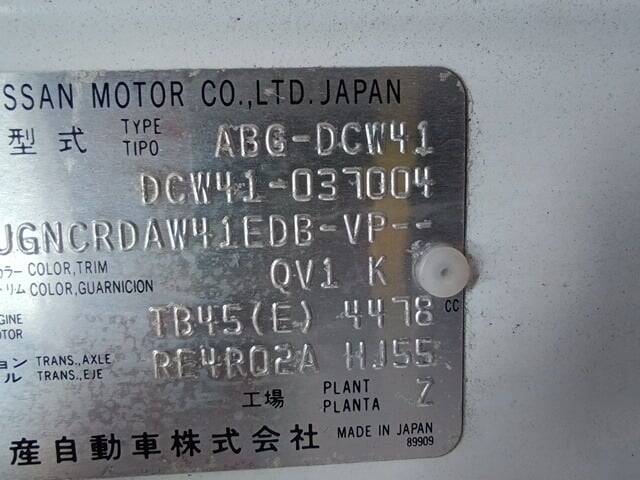 SSAN MOTOR CO.,LTD. JAPAN
型式 TYPE TIPO ABG-DCW41
DCW41-037004
JGNCRDAW41EDB-VP--
カラー COLOR,TRIM
トリム COLOR,GUARNICION QV1 K
GINE
OTOR TB45(E) 4478 CC
ョン TRANS.,AXLE
ル TRANS.,EJE RE4R02A HJ55
工場 PLANT PLANTA Z
産自動車株式会社 MADE IN JAPAN
89909